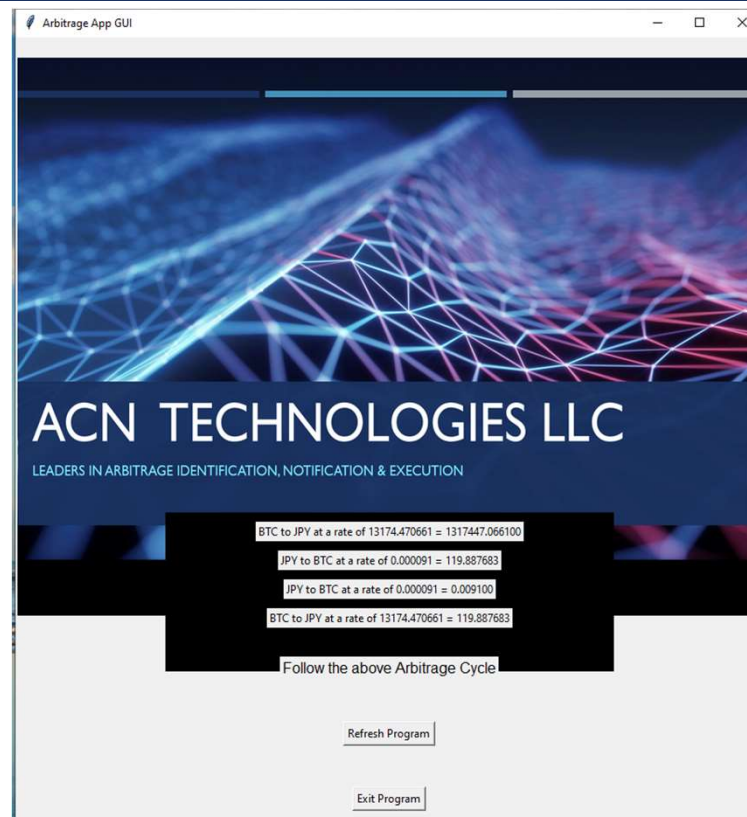 Arbitrage App GUI
ACN TECHNOLOGIES LLC
LEADERS IN ARBITRAGE IDENTIFICATION, NOTIFICATION & EXECUTION
BTC to JPY at a rate of 13174.470661 = 1317447.066100
JPY to BTC at a rate of 0.000091 = 119.887683
JPY to BTC at a rate of 0.000091 = 0.009100
BTC to JPY at a rate of 13174.470661 = 119.887683
Follow the above Arbitrage Cycle
Refresh Program
Exit Program